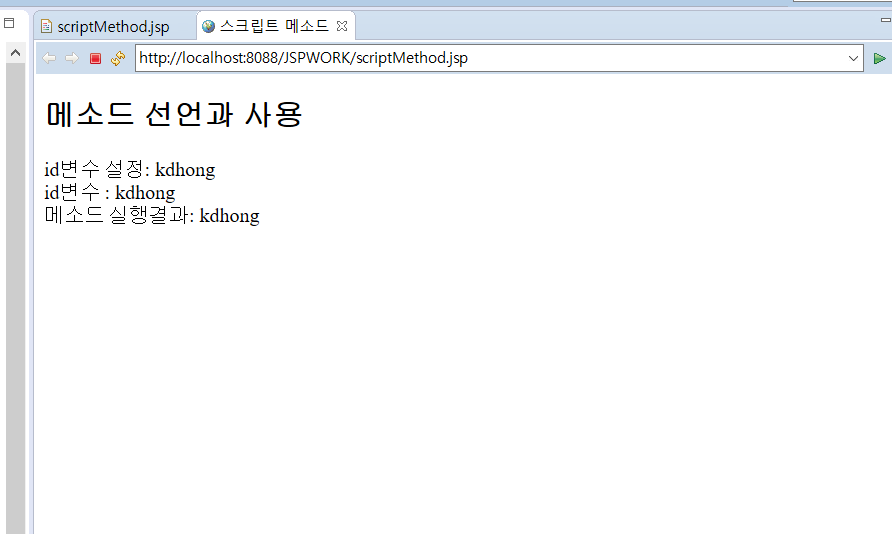 scriptMethod.jsp
스크립트 메소드
http://localhost:8088/JSPWORK/scriptMethod.jsp
메소드 선언과 사용
id변수 설정: kdhong
id변수 : kdhong
메소드 실행결과: kdhong